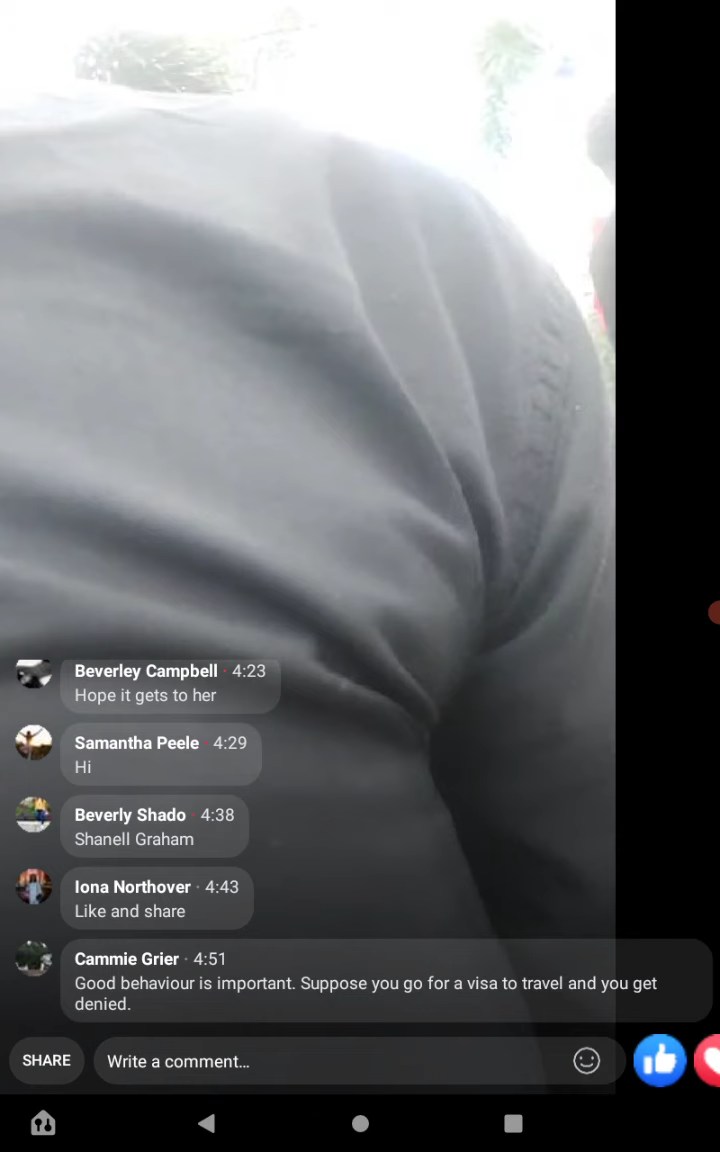 Beverley Campbell · 4:23
Hope it gets to her
Samantha Peele · 4:29
Hi
Beverly Shado · 4:38
Shanell Graham
Iona Northover · 4:43
Like and share
Cammie Grier · 4:51
Good behaviour is important. Suppose you go for a visa to travel and you get
denied.
SHARE
Write a comment...